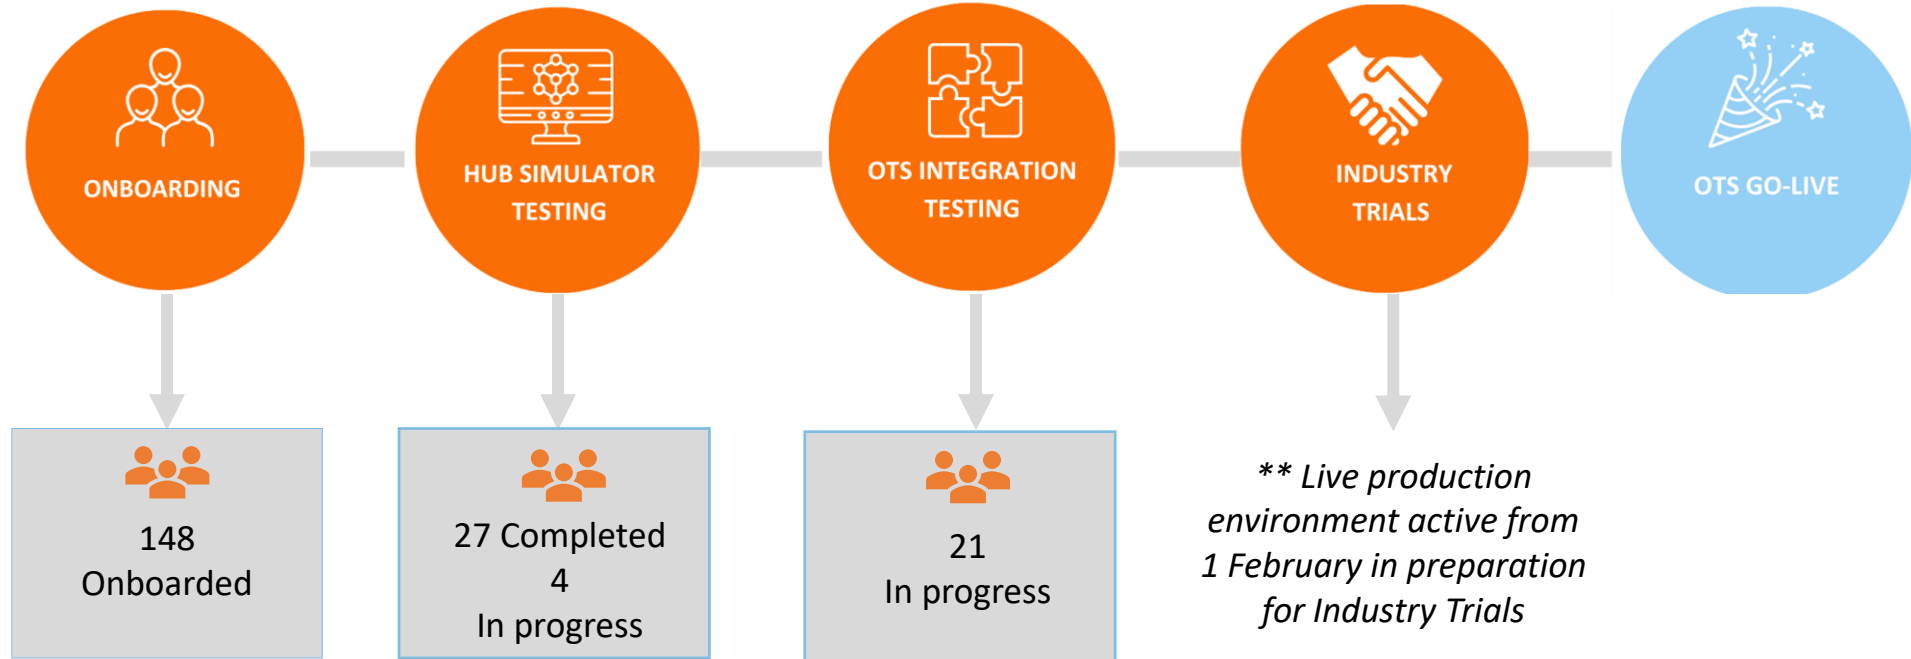 ONBOARDING
HUB SIMULATOR
TESTING
OTS INTEGRATION
TESTING
INDUSTRY
TRIALS
OTS GO-LIVE
148
Onboarded
27 Completed
4
In progress
21
In progress
** Live production
environment active from
1 February in preparation
for Industry Trials